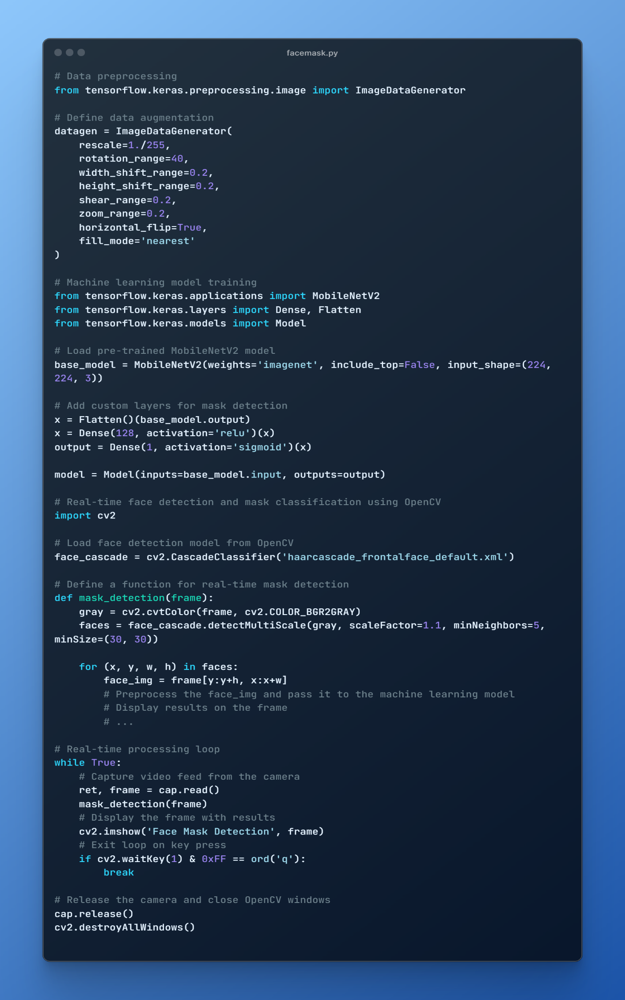 facemask.py
# Data preprocessing
from tensorflow.keras.preprocessing.image import ImageDataGenerator

# Define data augmentation
datagen = ImageDataGenerator(
    rescale=1./255,
    rotation_range=40,
    width_shift_range=0.2,
    height_shift_range=0.2,
    shear_range=0.2,
    zoom_range=0.2,
    horizontal_flip=True,
    fill_mode='nearest'
)

# Machine learning model training
from tensorflow.keras.applications import MobileNetV2
from tensorflow.keras.layers import Dense, Flatten
from tensorflow.keras.models import Model

# Load pre-trained MobileNetV2 model
base_model = MobileNetV2(weights='imagenet', include_top=False, input_shape=(224,
224, 3))

# Add custom layers for mask detection
x = Flatten()(base_model.output)
x = Dense(128, activation='relu')(x)
output = Dense(1, activation='sigmoid')(x)

model = Model(inputs=base_model.input, outputs=output)

# Real-time face detection and mask classification using OpenCV
import cv2

# Load face detection model from OpenCV
face_cascade = cv2.CascadeClassifier('haarcascade_frontalface_default.xml')

# Define a function for real-time mask detection
def mask_detection(frame):
    gray = cv2.cvtColor(frame, cv2.COLOR_BGR2GRAY)
    faces = face_cascade.detectMultiScale(gray, scaleFactor=1.1, minNeighbors=5,
minSize=(30, 30))

    for (x, y, w, h) in faces:
        face_img = frame[y:y+h, x:x+w]
        # Preprocess the face_img and pass it to the machine learning model
        # Display results on the frame
        # ...

# Real-time processing loop
while True:
    # Capture video feed from the camera
    ret, frame = cap.read()
    mask_detection(frame)
    # Display the frame with results
    cv2.imshow('Face Mask Detection', frame)
    # Exit loop on key press
    if cv2.waitKey(1) & 0xFF == ord('q'):
        break

# Release the camera and close OpenCV windows
cap.release()
cv2.destroyAllWindows()